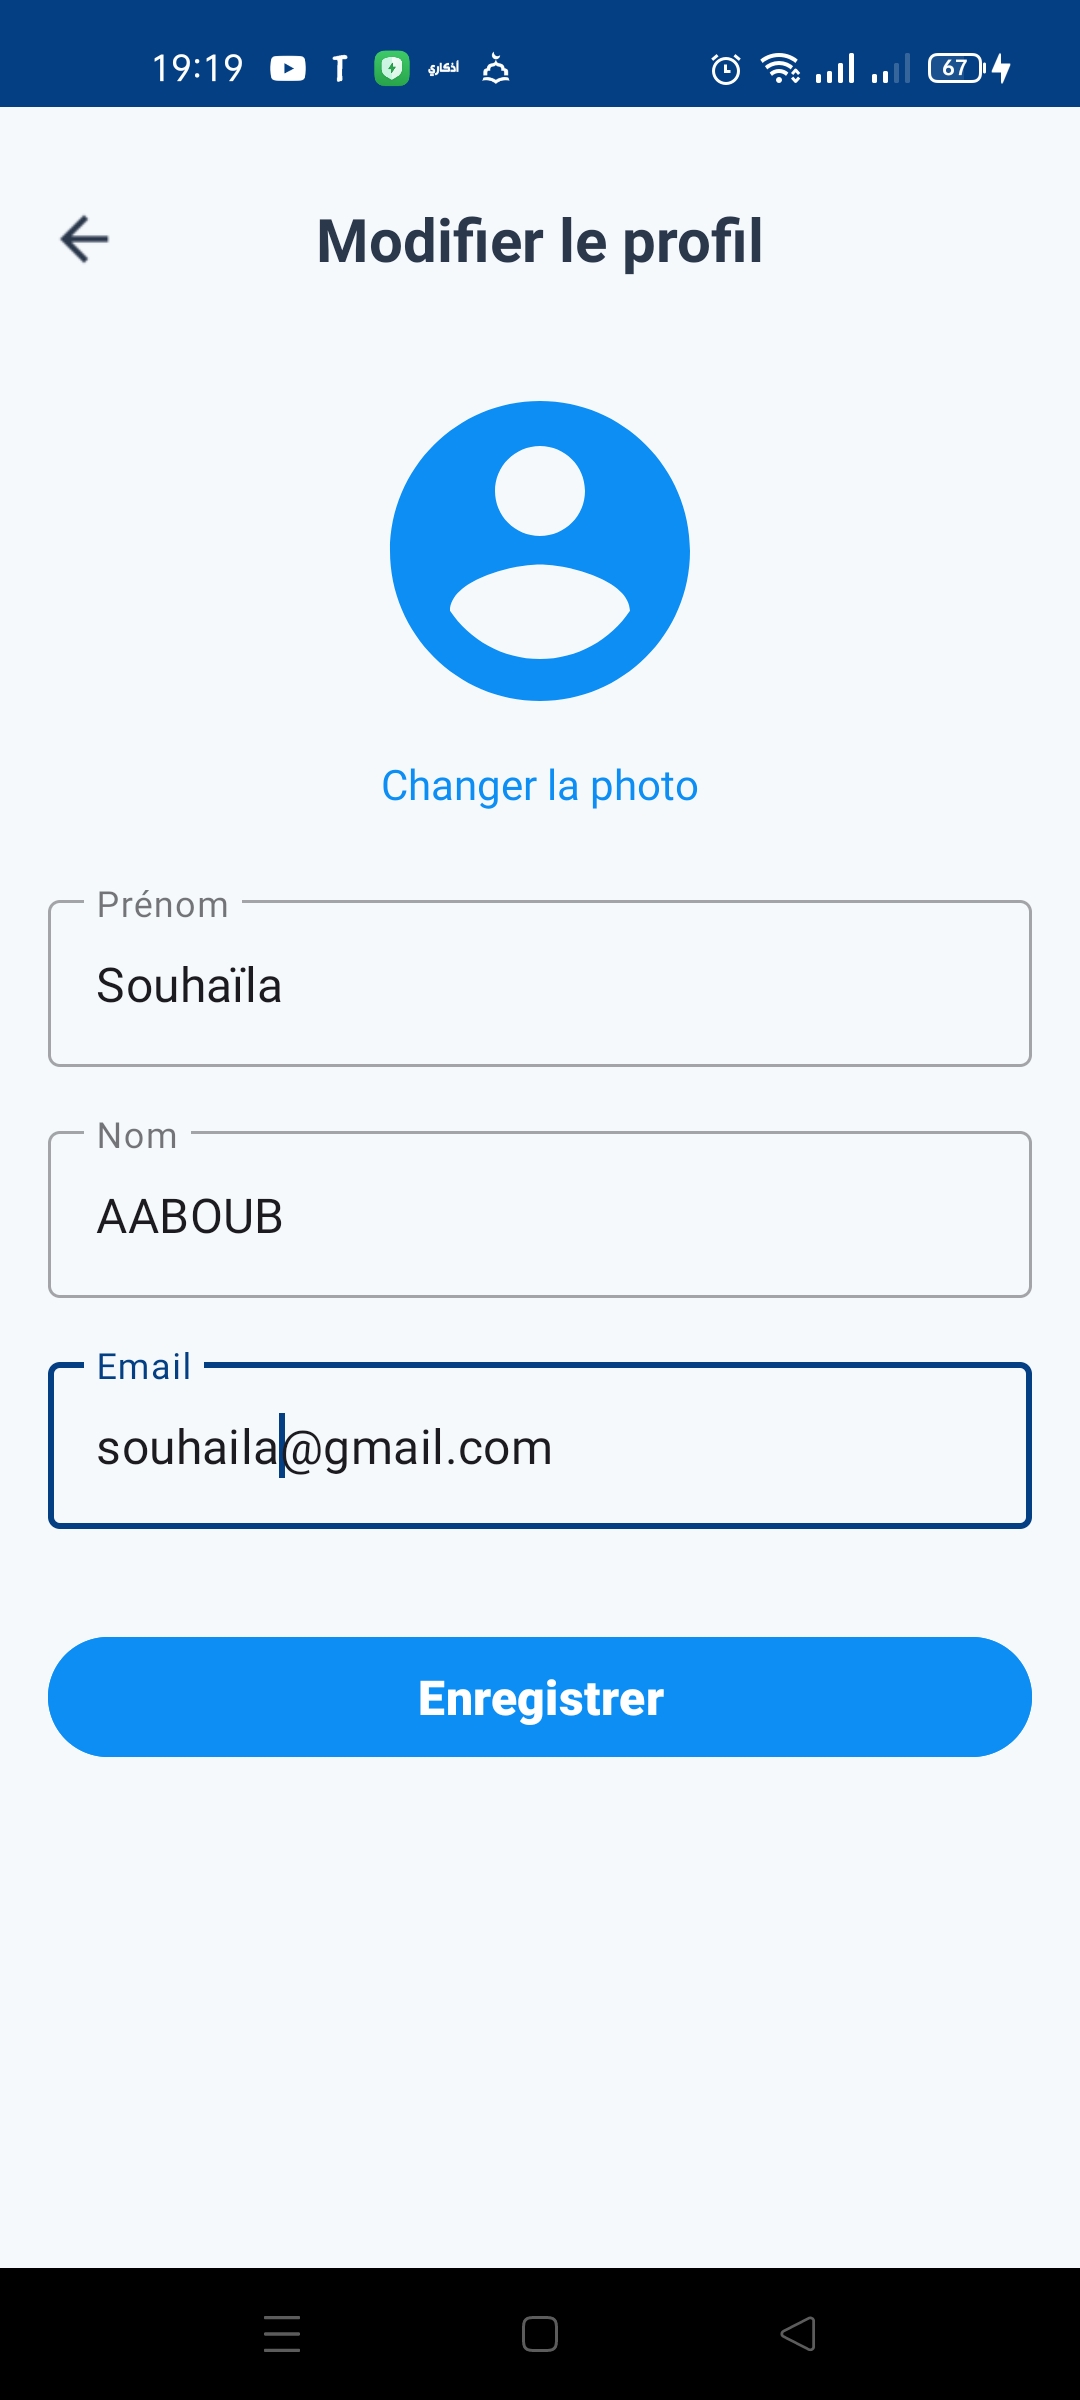 19:19 أذكاري 67
Modifier le profil
Changer la photo
Prénom
Souhaïla
Nom
AABOUB
Email
souhaila@gmail.com
Enregistrer